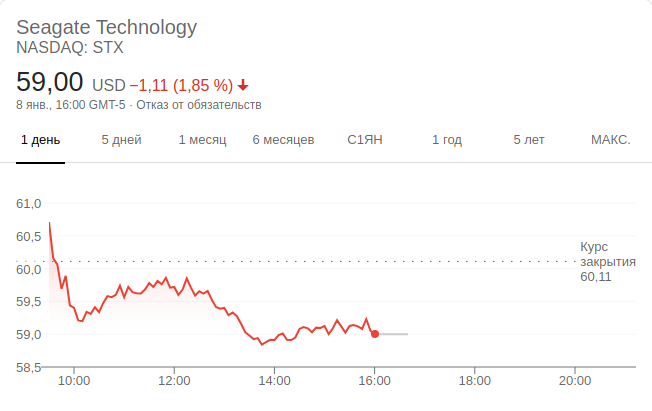 Seagate Technology
NASDAQ: STX
59,00 USD −1,11 (1,85 %)
8 янв., 16:00 GMT-5 · Отказ от обязательств
1 день 5 дней 1 месяц 6 месяцев С1ЯН 1 год 5 лет МАКС.
61,0
60,5
60,0
59,5
59,0
58,5
Курс
закрытия
60,11
10:00 12:00 14:00 16:00 18:00 20:00